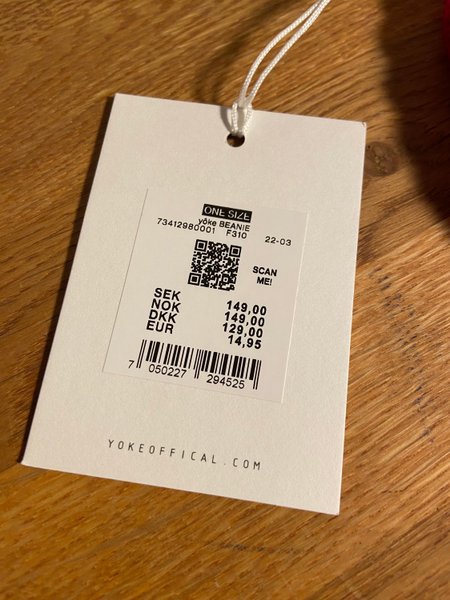 ONE SIZE
yöke BEANIE
73412980001 F310 22-03
SCAN
ME!
SEK 149,00
NOK 149,00
DKK 129,00
EUR 14,95
7 050227 294525
YOKEOFFICAL.COM